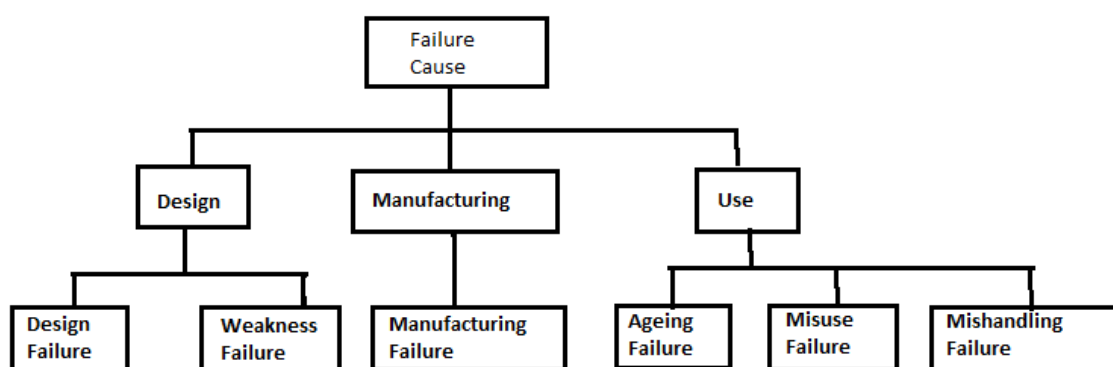 Failure
Cause
Design
Manufacturing
Use
Design
Failure
Weakness
Failure
Manufacturing
Failure
Ageing
Failure
Misuse
Failure
Mishandling
Failure